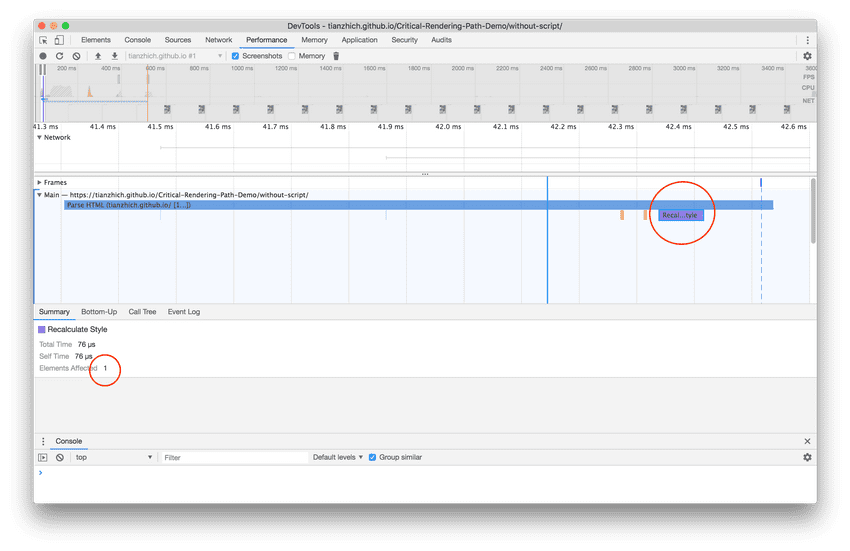 DevTools - tianzhich.github.io/Critical-Rendering-Path-Demo/without-script/
Elements Console Sources Network Performance Memory Application Security Audits
tianzhich.github.io #1 Screenshots Memory
200 ms 400 ms 600 ms 800 ms 1000 ms 1200 ms 1400 ms 1600 ms 1800 ms 2000 ms 2200 ms 2400 ms 2600 ms 2800 ms 3000 ms 3200 ms 3400 ms
FPS
CPU
NET
41.3 ms 41.4 ms 41.5 ms 41.6 ms 41.7 ms 41.8 ms 41.9 ms 42.0 ms 42.1 ms 42.2 ms 42.3 ms 42.4 ms 42.5 ms 42.6 ms
Network
Frames
Main — https://tianzhich.github.io/Critical-Rendering-Path-Demo/without-script/
Parse HTML (tianzhich.github.io/ [1...])
Recal...tyle
Summary Bottom-Up Call Tree Event Log
Recalculate Style
Total Time 76 μs
Self Time 76 μs
Elements Affected 1
Console
top Filter Default levels Group similar